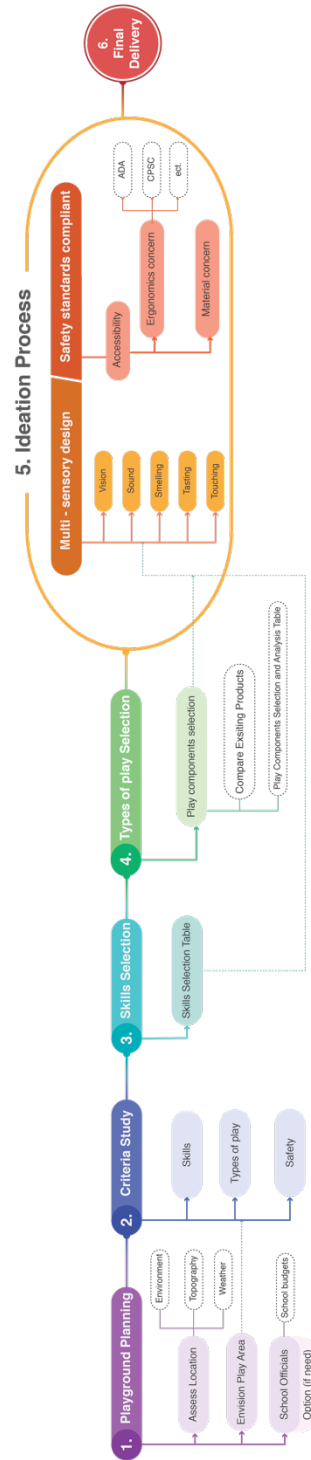 1. Playground Planning
Assess Location
Environment
Topography
Weather
Envision Play Area
School Officials
School budgets
Option (if need)
2. Criteria Study
Skills
Types of play
Safety
3. Skills Selection
Skills Selection Table
4. Types of play Selection
Play components selection
Compare Exsiting Products
Play Components Selection and Analysis Table
5. Ideation Process
Multi - sensory design
Vision
Sound
Smelling
Tasting
Touching
Safety standards compliant
Accessibility
Ergonomics concern
ADA
CPSC
ect.
Material concern
6.
Final
Delivery